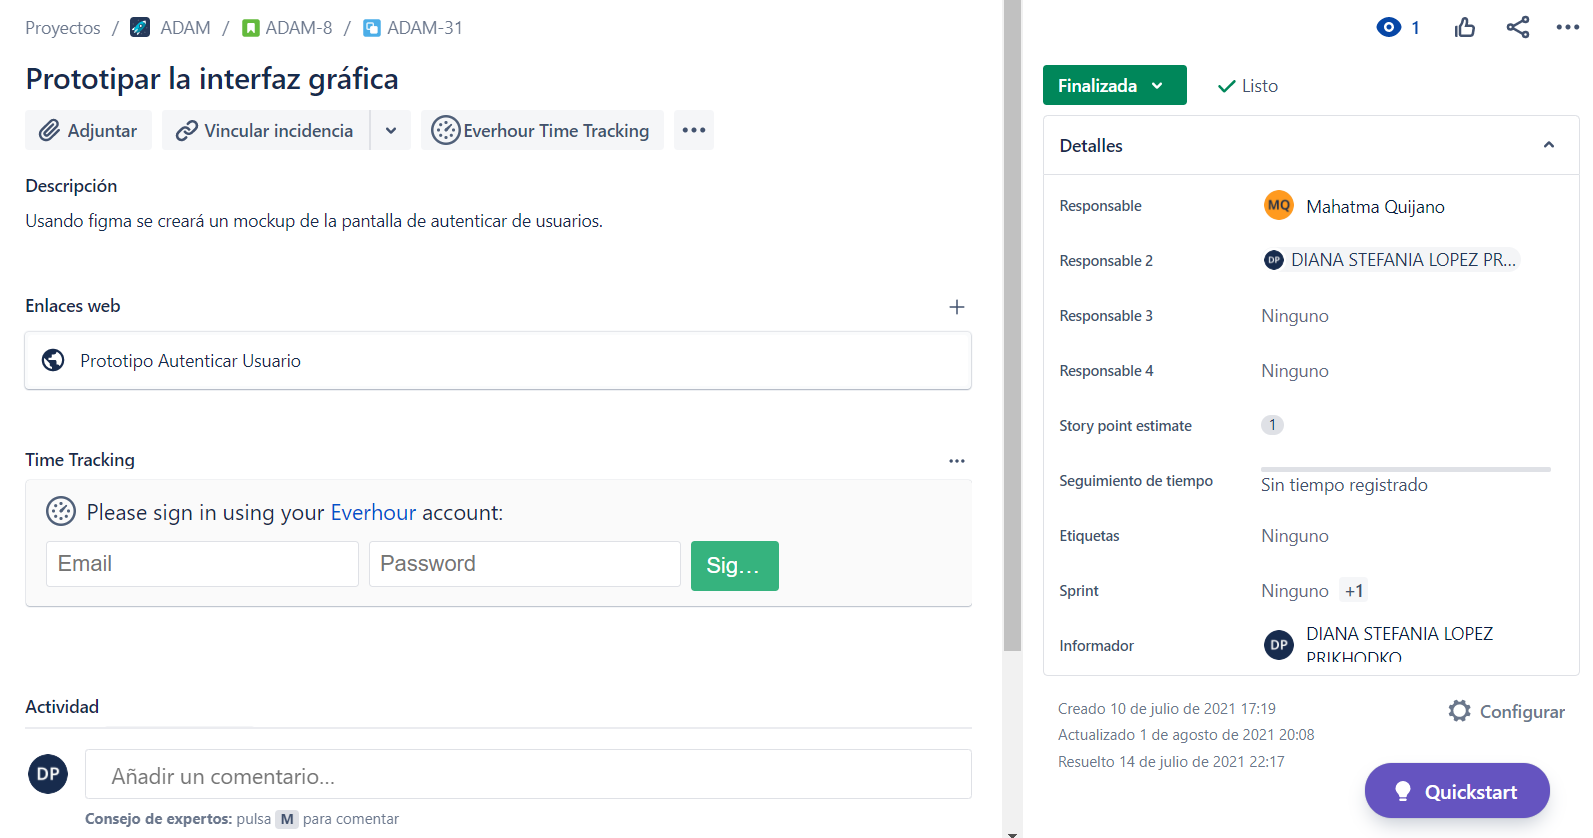 Proyectos / ADAM / ADAM-8 / ADAM-31
Prototipar la interfaz gráfica
Adjuntar
Vincular incidencia
Everhour Time Tracking
Descripción
Usando figma se creará un mockup de la pantalla de autenticar de usuarios.
Enlaces web
Prototipo Autenticar Usuario
Time Tracking
Please sign in using your Everhour account:
Email
Password
Sig...
Actividad
DP
Añadir un comentario...
Consejo de expertos: pulsa M para comentar
1
Finalizada
Listo
Detalles
Responsable
MQ Mahatma Quijano
Responsable 2
DP DIANA STEFANIA LOPEZ PR...
Responsable 3
Ninguno
Responsable 4
Ninguno
Story point estimate
1
Seguimiento de tiempo
Sin tiempo registrado
Etiquetas
Ninguno
Sprint
Ninguno +1
Informador
DP DIANA STEFANIA LOPEZ
PRIKHODKO
Creado 10 de julio de 2021 17:19
Actualizado 1 de agosto de 2021 20:08
Resuelto 14 de julio de 2021 22:17
Configurar
Quickstart